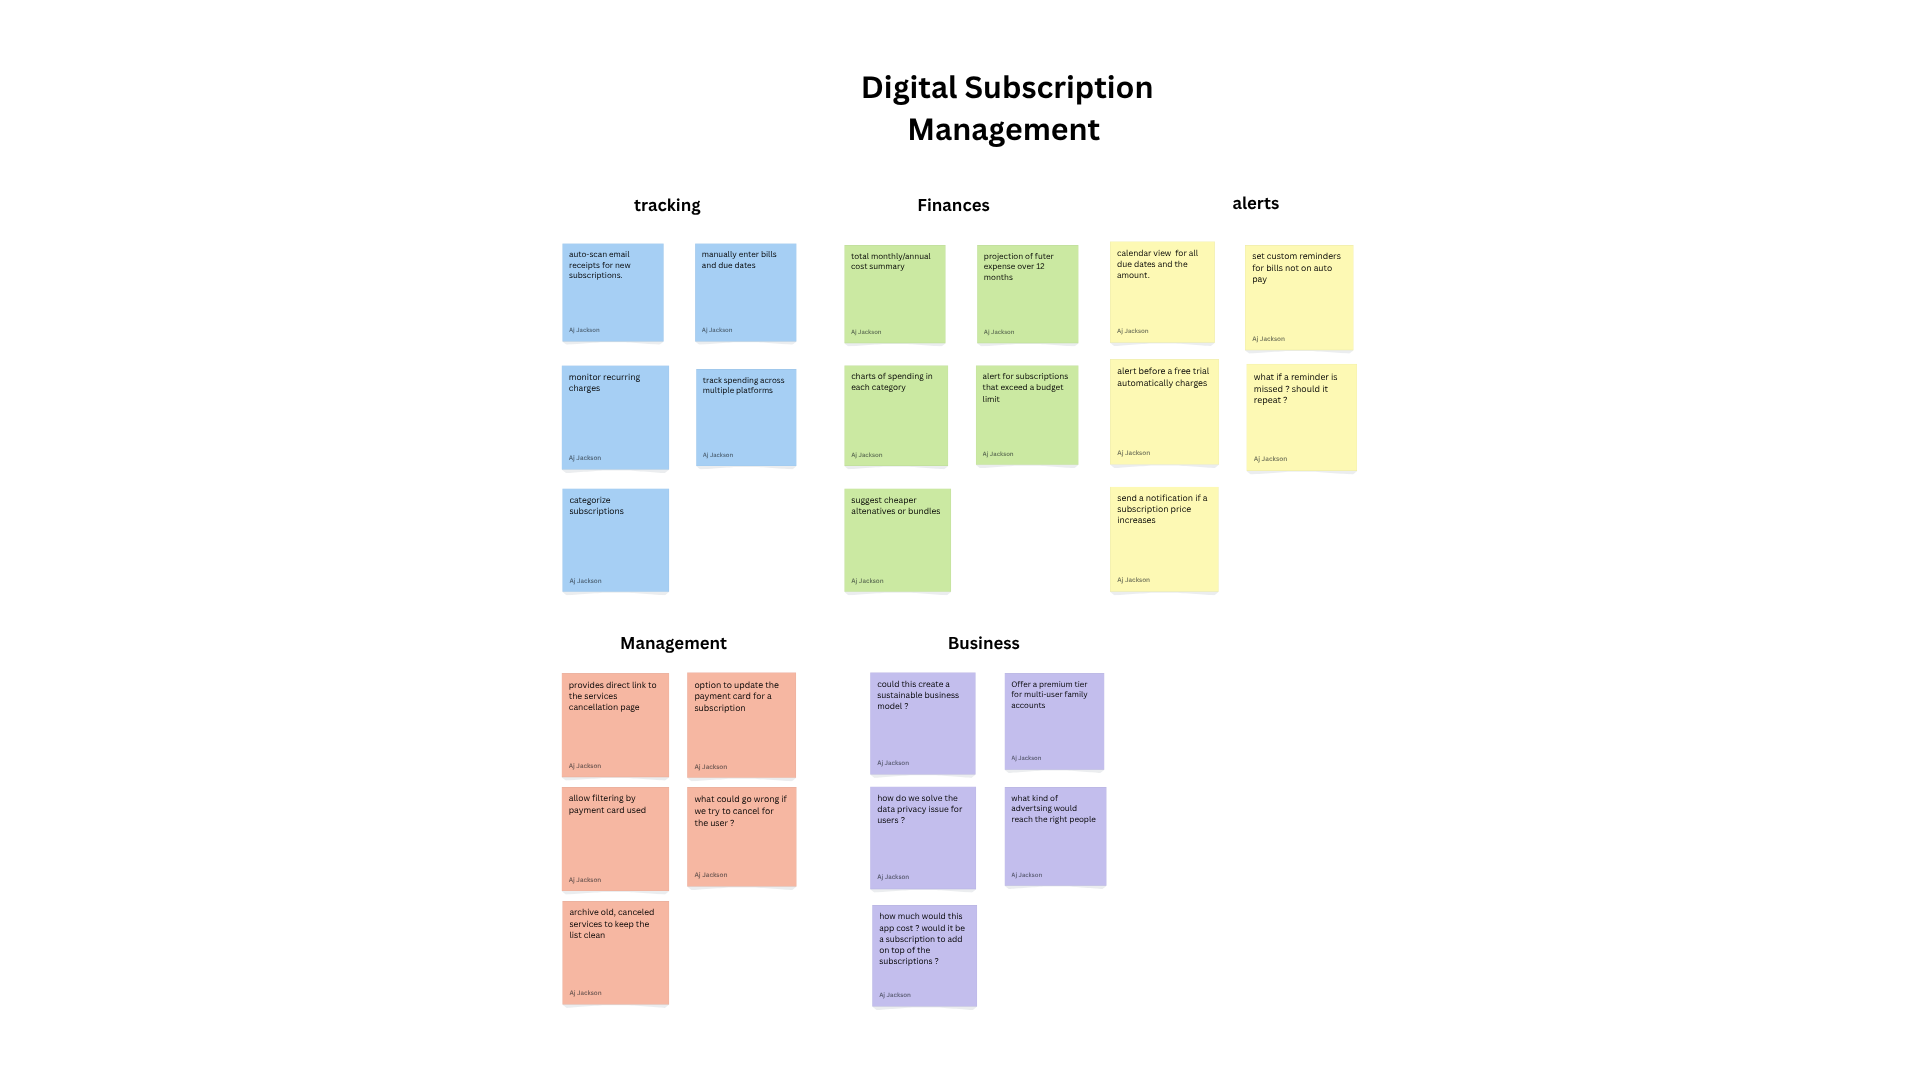 Digital Subscription
Management
tracking
auto-scan email
receipts for new
subscriptions.
Aj Jackson
manually enter bills
and due dates
Aj Jackson
monitor recurring
charges
Aj Jackson
track spending across
multiple platforms
Aj Jackson
categorize
subscriptions
Aj Jackson
Finances
total monthly/annual
cost summary
Aj Jackson
projection of futer
expense over 12
months
Aj Jackson
charts of spending in
each category
Aj Jackson
alert for subscriptions
that exceed a budget
limit
Aj Jackson
suggest cheaper
altenatives or bundles
Aj Jackson
alerts
calendar view  for all
due dates and the
amount.
Aj Jackson
set custom reminders
for bills not on auto
pay
Aj Jackson
alert before a free trial
automatically charges
Aj Jackson
what if a reminder is
missed ? should it
repeat ?
Aj Jackson
send a notification if a
subscription price
increases
Aj Jackson
Management
provides direct link to
the services
cancellation page
Aj Jackson
option to update the
payment card for a
subscription
Aj Jackson
allow filtering by
payment card used
Aj Jackson
what could go wrong if
we try to cancel for
the user ?
Aj Jackson
archive old, canceled
services to keep the
list clean
Aj Jackson
Business
could this create a
sustainable business
model ?
Aj Jackson
Offer a premium tier
for multi-user family
accounts
Aj Jackson
how do we solve the
data privacy issue for
users ?
Aj Jackson
what kind of
advertsing would
reach the right people
Aj Jackson
how much would this
app cost ? would it be
a subscription to add
on top of the
subscriptions ?
Aj Jackson